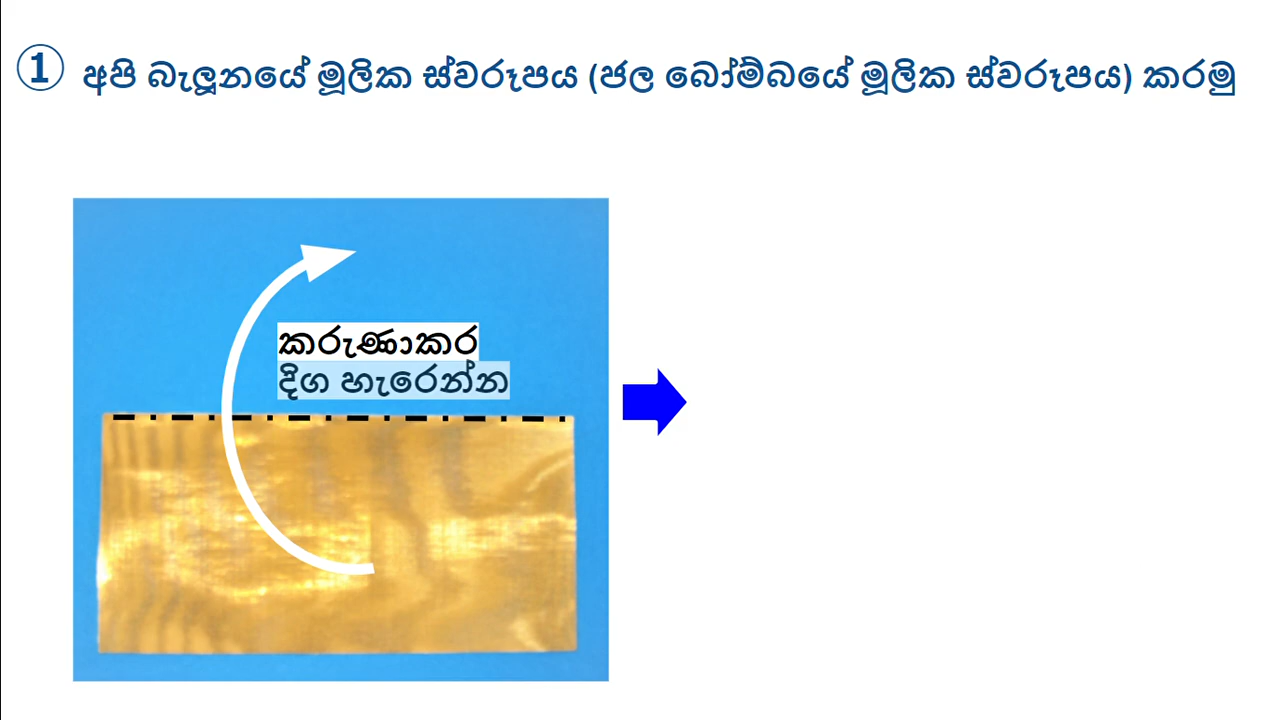 ① අපි බැලූනයේ මූලික ස්වරූපය (ජල බෝම්බයේ මූලික ස්වරූපය) කරමු
කරුණාකර
දිග හැරෙන්න